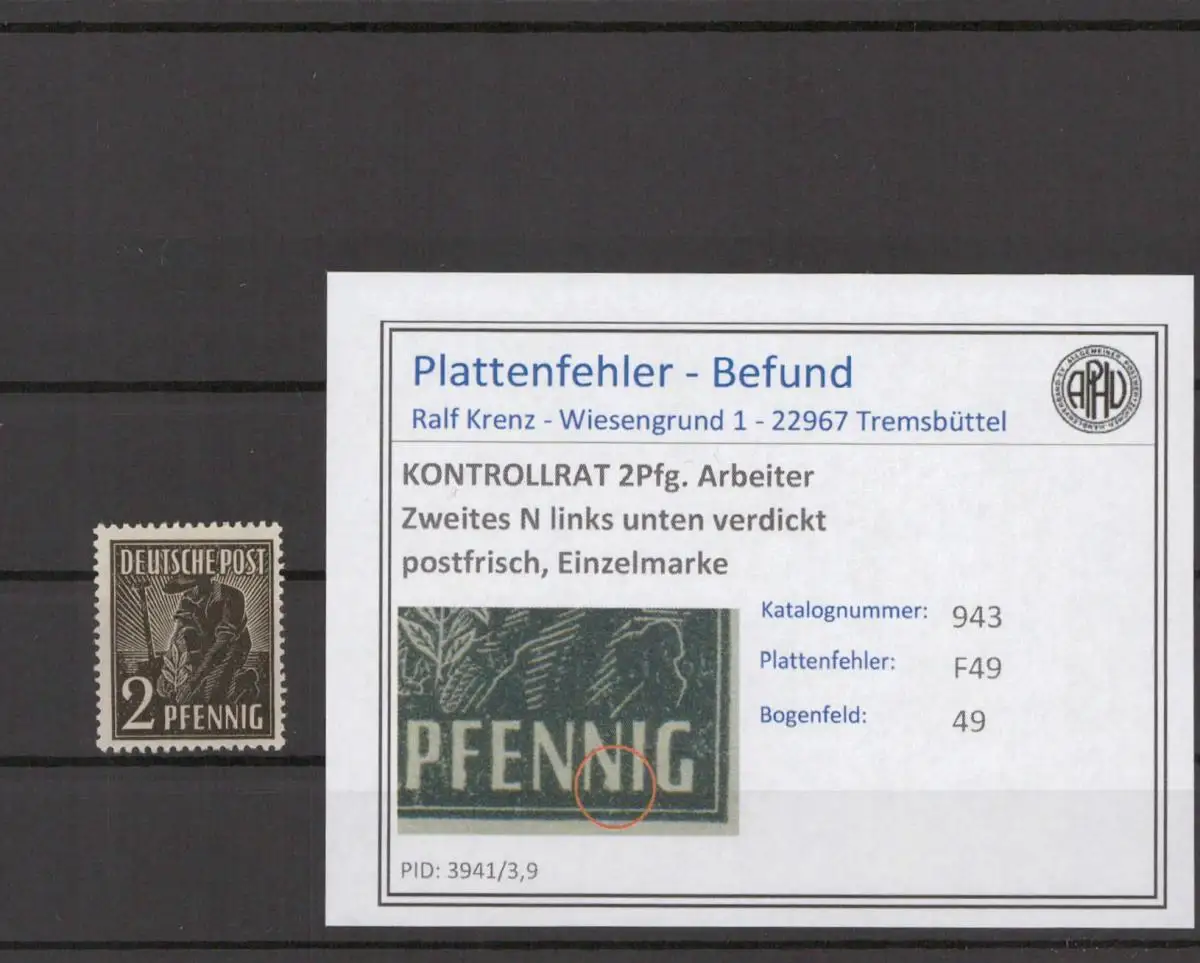 DEUTSCHE POST
2 PFENNIG
Plattenfehler - Befund
Ralf Krenz - Wiesengrund 1 - 22967 Tremsbüttel
APHV
KONTROLLRAT 2Pfg. Arbeiter
Zweites N links unten verdickt
postfrisch, Einzelmarke
PFENNIG
Katalognummer: 943
Plattenfehler: F49
Bogenfeld: 49
PID: 3941/3,9